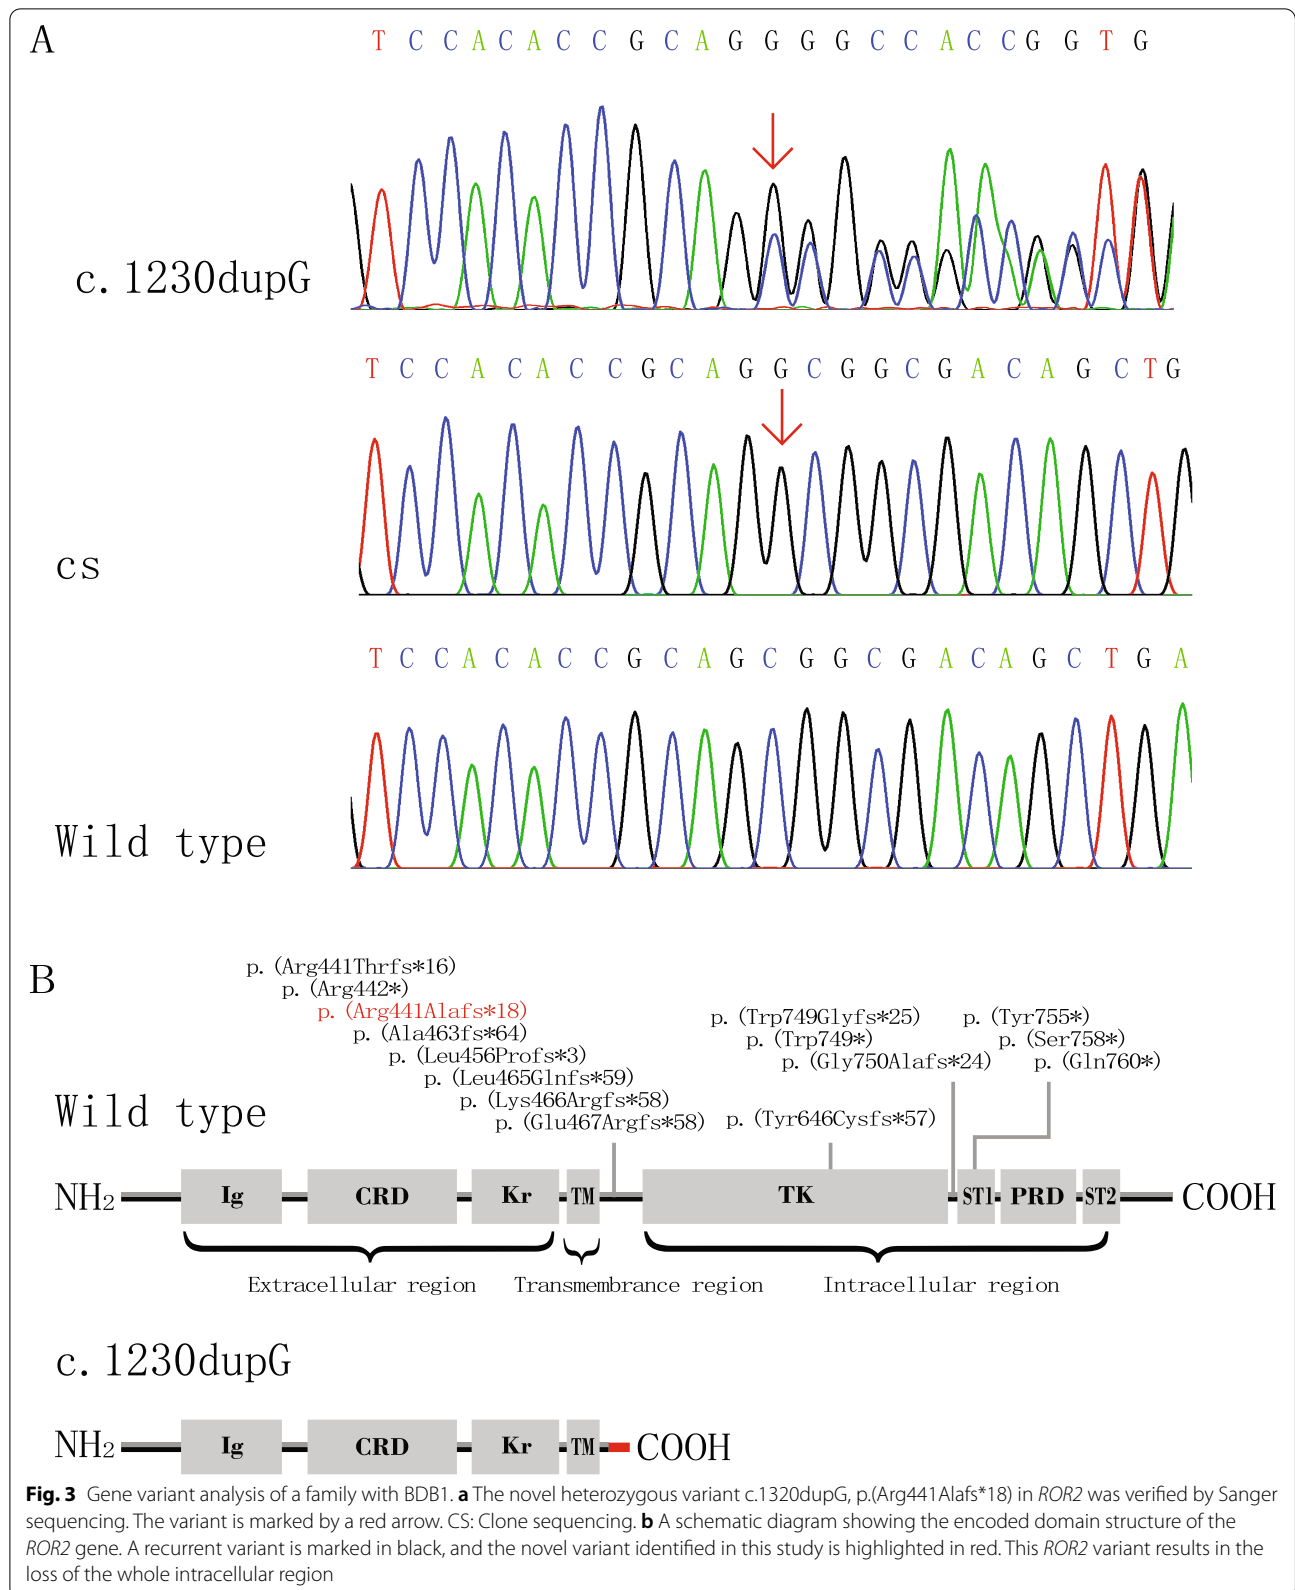 A
T C C A C A C C G C A G G G G C C A C C G G T G
c. 1230dupG
T C C A C A C C G C A G G C G G C G A C A G C T G
cs
T C C A C A C C G C A G C G G C G A C A G C T G A
Wild type
B
p. (Arg441Thrfs*16)
p. (Arg442*)
p. (Arg441Alafs*18)
p. (Ala463fs*64)
p. (Leu456Profs*3)
p. (Leu465Glnfs*59)
p. (Lys466Argfs*58)
p. (Glu467Argfs*58)
p. (Trp749Glyfs*25)
p. (Trp749*)
p. (Gly750Alafs*24)
p. (Tyr755*)
p. (Ser758*)
p. (Gln760*)
p. (Tyr646Cysfs*57)
Wild type
NH2 Ig CRD Kr TM TK ST1 PRD ST2 COOH
Extracellular region Transmembrance region Intracellular region
c. 1230dupG
NH2 Ig CRD Kr TM COOH
Fig. 3 Gene variant analysis of a family with BDB1. a The novel heterozygous variant c.1320dupG, p.(Arg441Alafs*18) in ROR2 was verified by Sanger
sequencing. The variant is marked by a red arrow. CS: Clone sequencing. b A schematic diagram showing the encoded domain structure of the
ROR2 gene. A recurrent variant is marked in black, and the novel variant identified in this study is highlighted in red. This ROR2 variant results in the
loss of the whole intracellular region